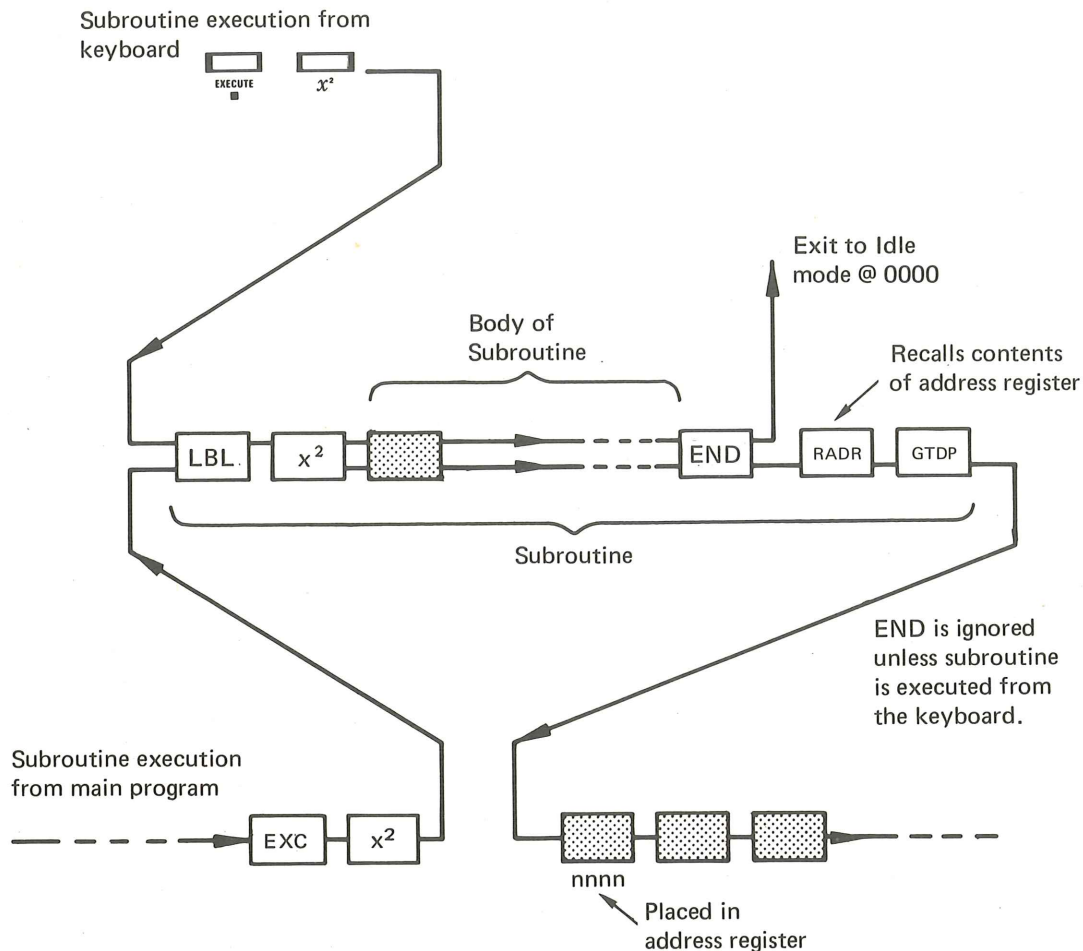 Subroutine execution from
keyboard
EXECUTE
x²
Exit to Idle
mode @ 0000
Body of
Subroutine
Recalls contents
of address register
LBL.
x²
END
RADR
GTDP
Subroutine
END is ignored
unless subroutine
is executed from
the keyboard.
Subroutine execution
from main program
EXC
x²
nnnn
Placed in
address register